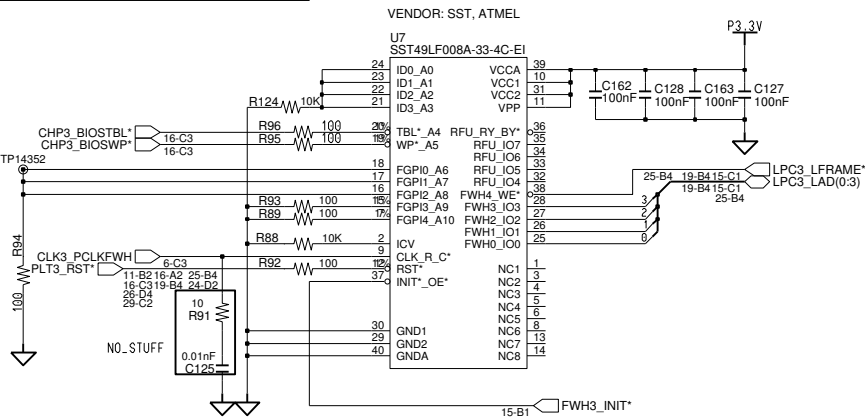 VENDOR: SST, ATMEL
P3.3V
U7
SST49LF008A-33-4C-EI
24 ID0_A0 VCCA 39
23 ID1_A1 VCC1 10
22 ID2_A2 VCC2 31
21 ID3_A3 VPP 11
R124 10K
C162 100nF
C128 100nF
C163 100nF
C127 100nF
CHP3_BIOSTBL* 16-C3 R96 100 TBL*_A4 RFU_RY_BY* 36
CHP3_BIOSWP* 16-C3 R95 100 WP*_A5 RFU_IO7 35
RFU_IO6 34
TP14352
18 FGPI0_A6 RFU_IO5 33
17 FGPI1_A7 RFU_IO4 32
16 FGPI2_A8 FWH4_WE* 38
R93 100 FGPI3_A9 FWH3_IO3 28 3
R89 100 FGPI4_A10 FWH2_IO2 27 2
FWH1_IO1 26 1
R88 10K 2 ICV FWH0_IO0 25 0
25-B4 19-B4 15-C1 LPC3_LFRAME*
19-B4 15-C1 LPC3_LAD(0:3)
25-B4
R94 100
CLK3_PCLKFWH 6-C3 9 CLK_R_C*
PLT3_RST* R92 100 RST* NC1 1
11-B2 16-A2 25-B4
16-C3 19-B4 24-D2
26-D4
29-C2
37 INIT*_OE* NC2 3
NC3 4
NC4 5
NC5 6
30 GND1 NC6 8
29 GND2 NC7 13
40 GNDA NC8 14
10
R91
NO_STUFF
0.01nF
C125
15-B1 FWH3_INIT*